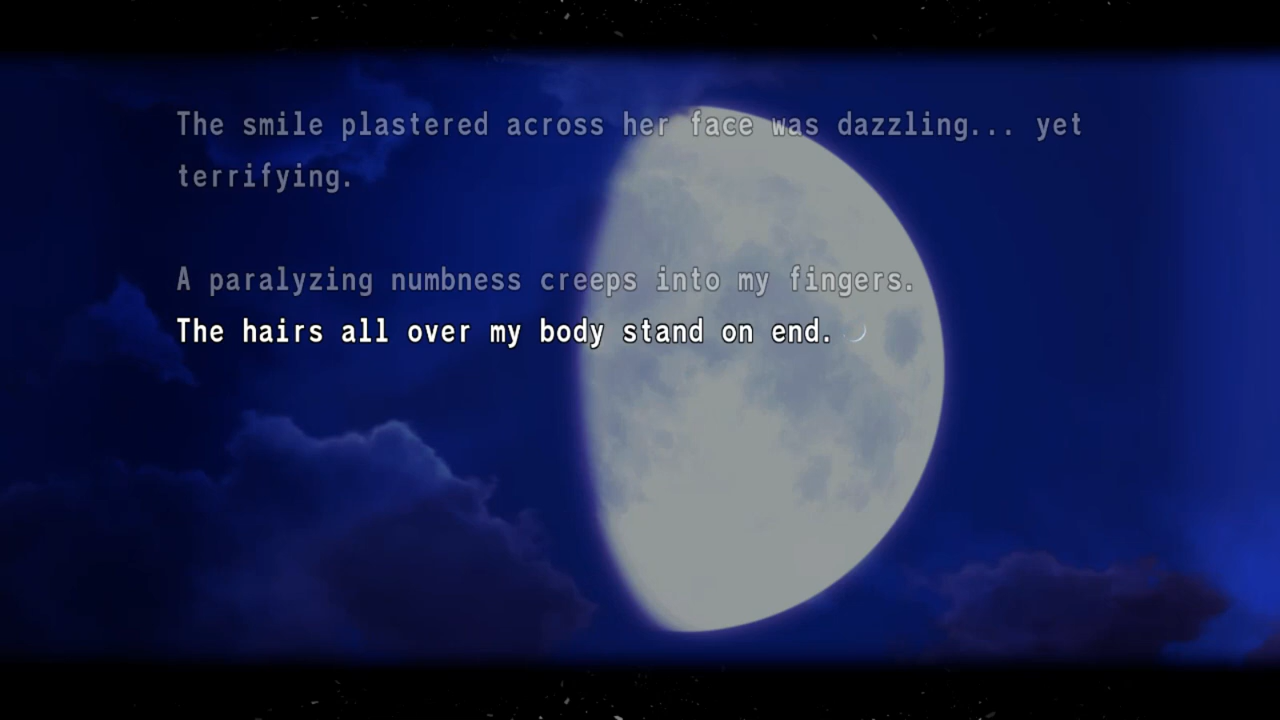 The smile plastered across her face was dazzling... yet
terrifying.
A paralyzing numbness creeps into my fingers.
The hairs all over my body stand on end.